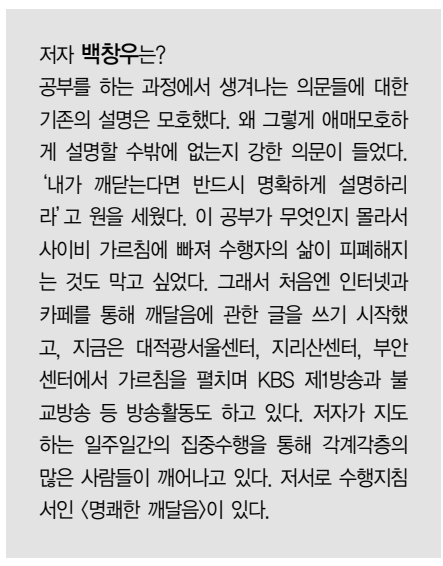 저자 백창우는?
공부를 하는 과정에서 생겨나는 의문들에 대한
기존의 설명은 모호했다. 왜 그렇게 애매모호하
게 설명할 수밖에 없는지 강한 의문이 들었다.
‘내가 깨닫는다면 반드시 명확하게 설명하리
라’고 원을 세웠다. 이 공부가 무엇인지 몰라서
사이비 가르침에 빠져 수행자의 삶이 피폐해지
는 것도 막고 싶었다. 그래서 처음엔 인터넷과
카페를 통해 깨달음에 관한 글을 쓰기 시작했
고, 지금은 대적광서울센터, 지리산센터, 부안
센터에서 가르침을 펼치며 KBS 제1방송과 불
교방송 등 방송활동도 하고 있다. 저자가 지도
하는 일주일간의 집중수행을 통해 각계각층의
많은 사람들이 깨어나고 있다. 저서로 수행지침
서인 〈명쾌한 깨달음〉이 있다.